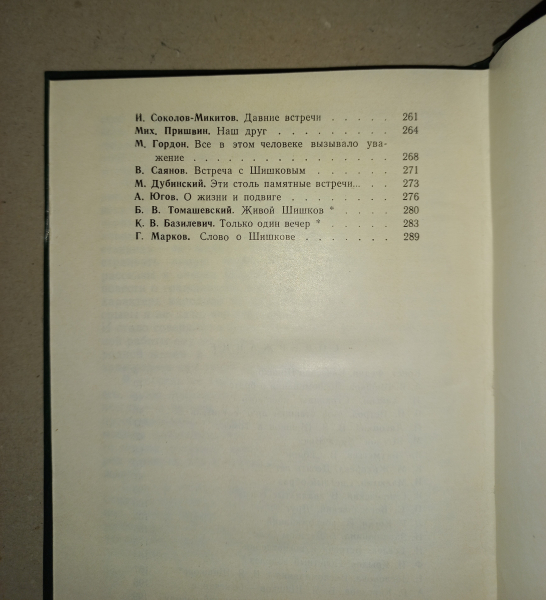 И. Соколов-Микитов. Давние встречи . . . . . 261
Мих. Пришвин. Наш друг . . . . . . . . . 264
М. Гордон. Все в этом человеке вызывало ува-
жение . . . . . . . . . . . . . . . 268
В. Саянов. Встреча с Шишковым . . . . . . 271
М. Дубинский. Эти столь памятные встречи... . . 273
А. Югов. О жизни и подвиге . . . . . . . . 276
Б. В. Томашевский. Живой Шишков * . . . . . 280
К. В. Базилевич. Только один вечер * . . . . . 283
Г. Марков. Слово о Шишкове . . . . . . . 289